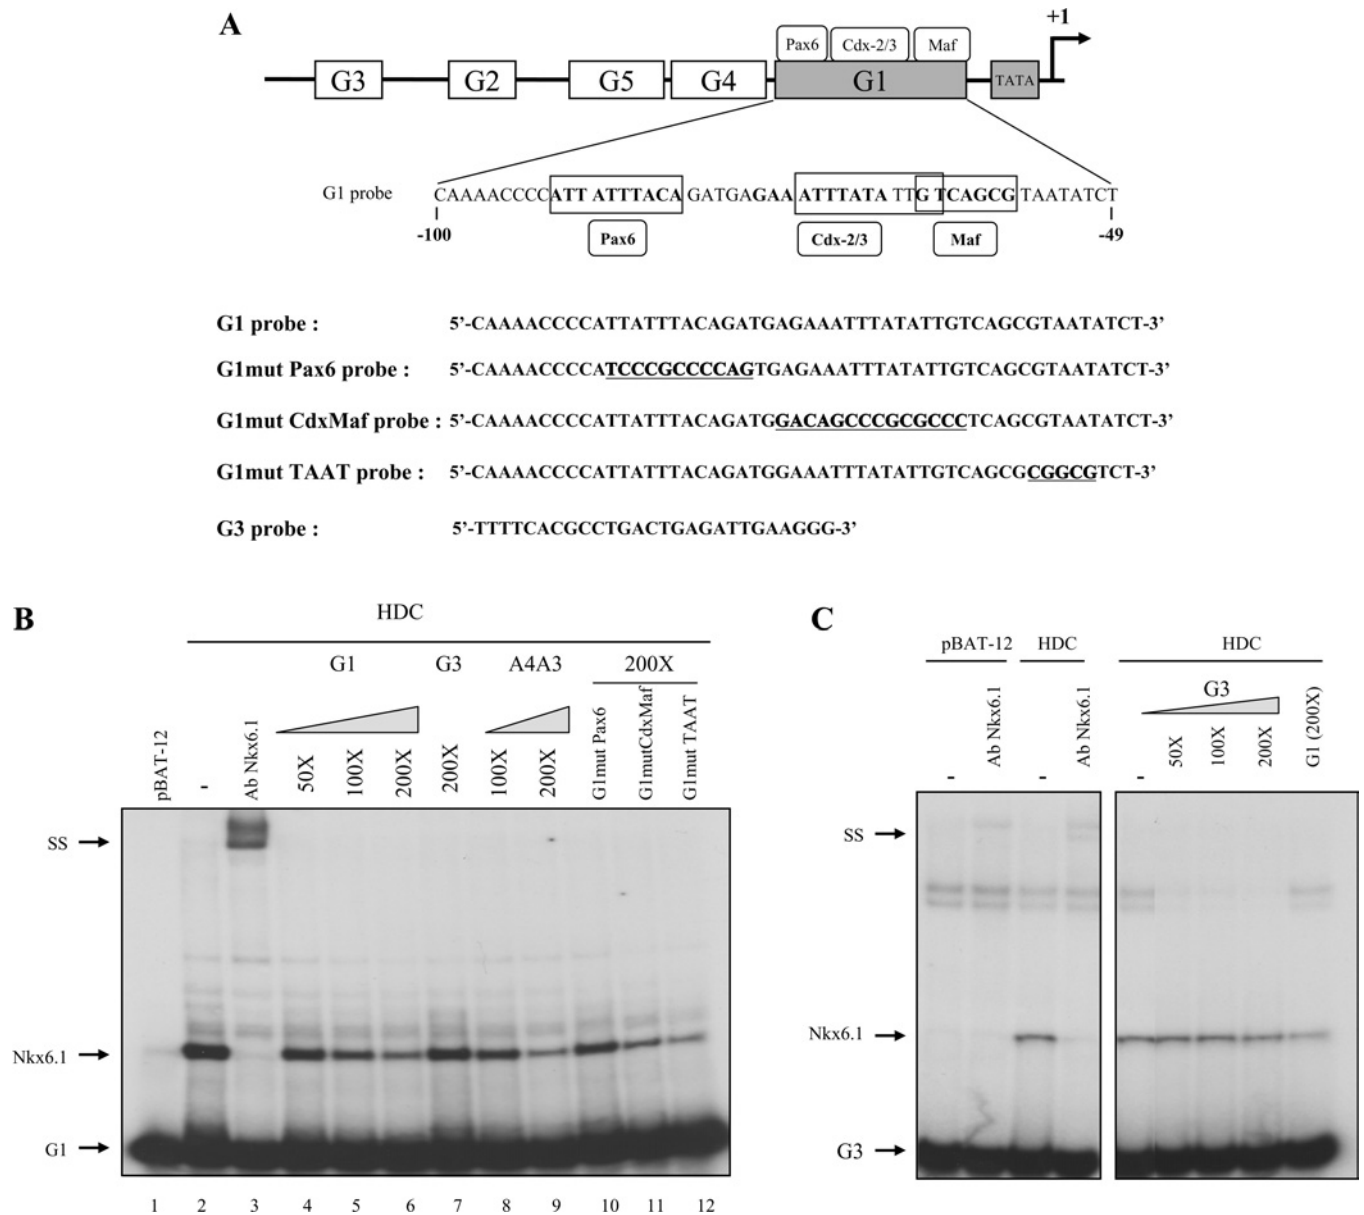 A
+1
Pax6 Cdx-2/3 Maf
G3 G2 G5 G4 G1 TATA
G1 probe CAAAACCCCATT ATTTACA GATGAGAA ATTTATA TTG TCAGCG TAATATCT
-100 Pax6 Cdx-2/3 Maf -49
G1 probe : 5’-CAAAACCCCATTATTTACAGATGAGAAATTTATATTGTCAGCGTAATATCT-3’
G1mut Pax6 probe : 5’-CAAAACCCCATCCCGCCCCAGTGAGAAATTTATATTGTCAGCGTAATATCT-3’
G1mut CdxMaf probe : 5’-CAAAACCCCATTATTTACAGATGGACAGCCCGCGCCCTCAGCGTAATATCT-3’
G1mut TAAT probe : 5’-CAAAACCCCATTATTTACAGATGGAAATTTATATTGTCAGCGCGGCGTCT-3’
G3 probe : 5’-TTTTCACGCCTGACTGAGATTGAAGGG-3’
B
HDC
G1 G3 A4A3 200X
pBAT-12 - Ab Nkx6.1 50X 100X 200X 200X 100X 200X G1mut Pax6 G1mutCdxMaf G1mut TAAT
SS
Nkx6.1
G1
1 2 3 4 5 6 7 8 9 10 11 12
C
pBAT-12 HDC HDC
G3
- Ab Nkx6.1 - Ab Nkx6.1 - 50X 100X 200X G1 (200X)
SS
Nkx6.1
G3